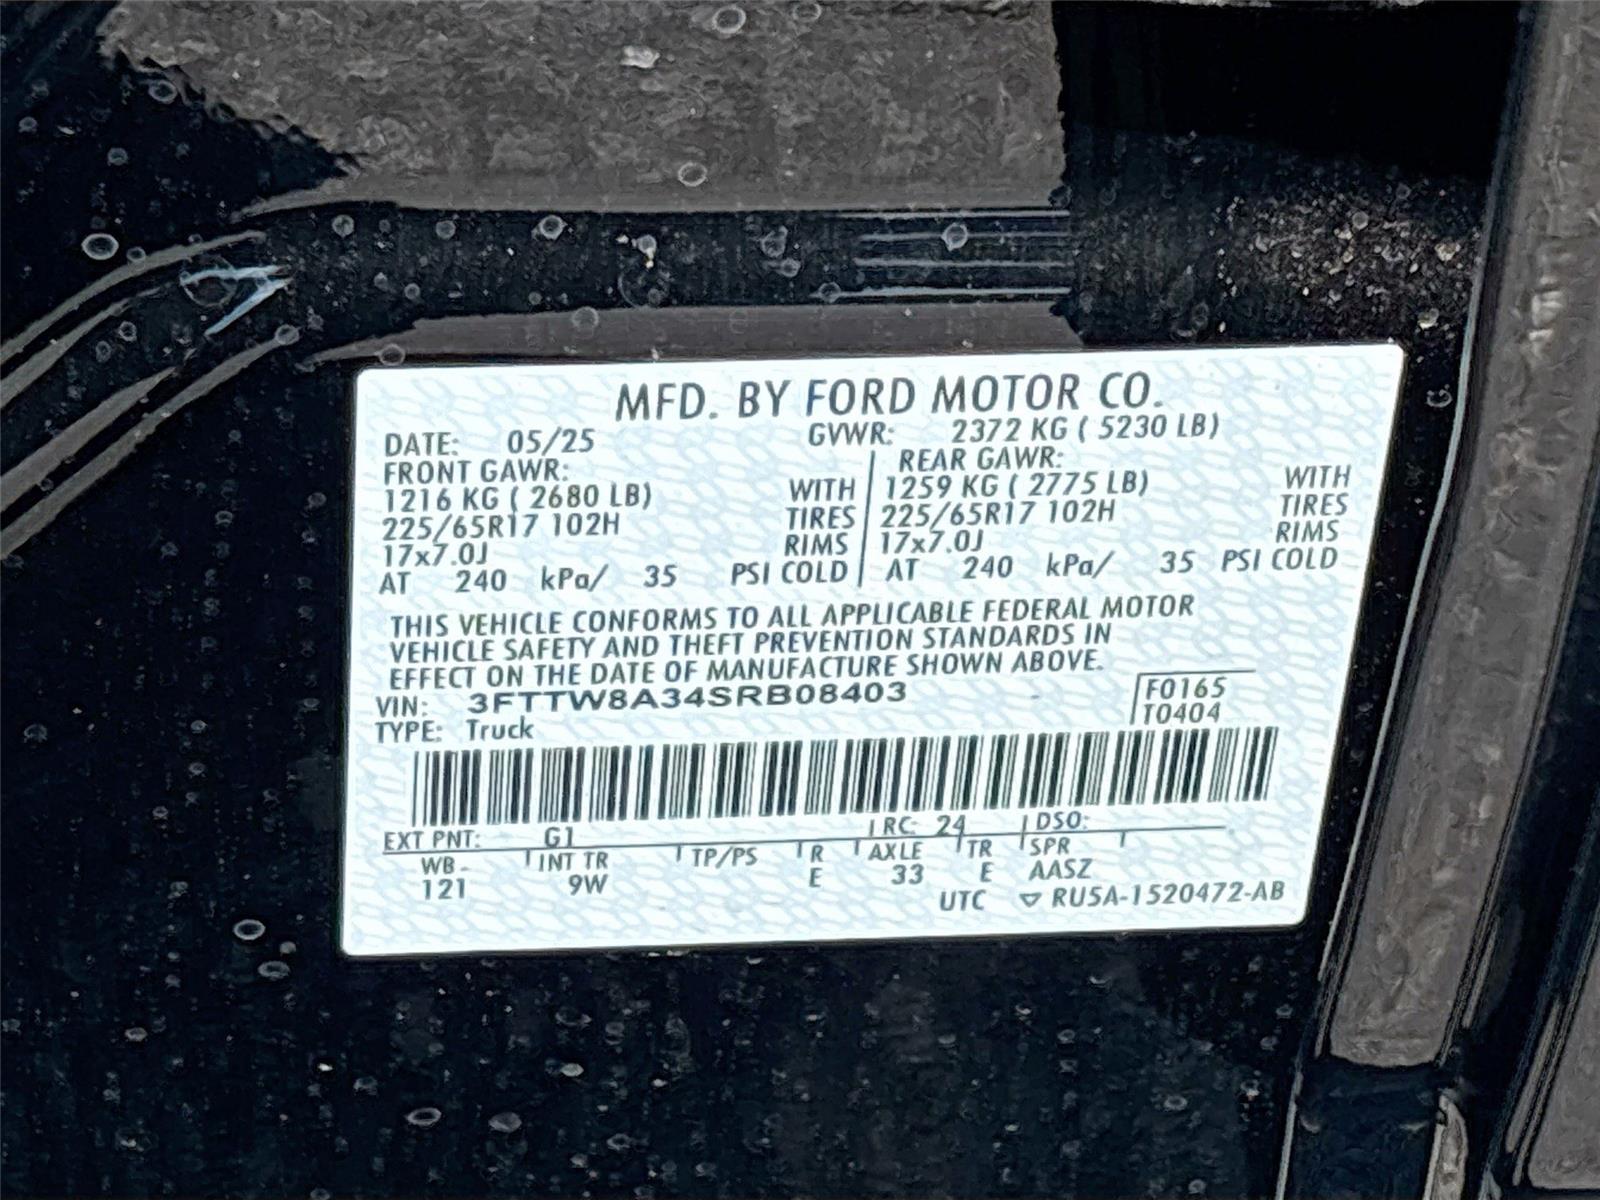 MFD. BY FORD MOTOR CO.
DATE: 05/25 GVWR: 2372 KG ( 5230 LB)
FRONT GAWR: REAR GAWR:
1216 KG ( 2680 LB) WITH 1259 KG ( 2775 LB) WITH
225/65R17 102H TIRES 225/65R17 102H TIRES
17x7.0J RIMS 17x7.0J RIMS
AT 240 kPa/ 35 PSI COLD AT 240 kPa/ 35 PSI COLD
THIS VEHICLE CONFORMS TO ALL APPLICABLE FEDERAL MOTOR
VEHICLE SAFETY AND THEFT PREVENTION STANDARDS IN
EFFECT ON THE DATE OF MANUFACTURE SHOWN ABOVE.
VIN: 3FTTW8A34SRB08403 F0165
TYPE: Truck T0404
EXT PNT: G1 RC: 24 DSO:
WB INT TR TP/PS R AXLE TR SPR
121 9W E 33 E AASZ
UTC RU5A-1520472-AB